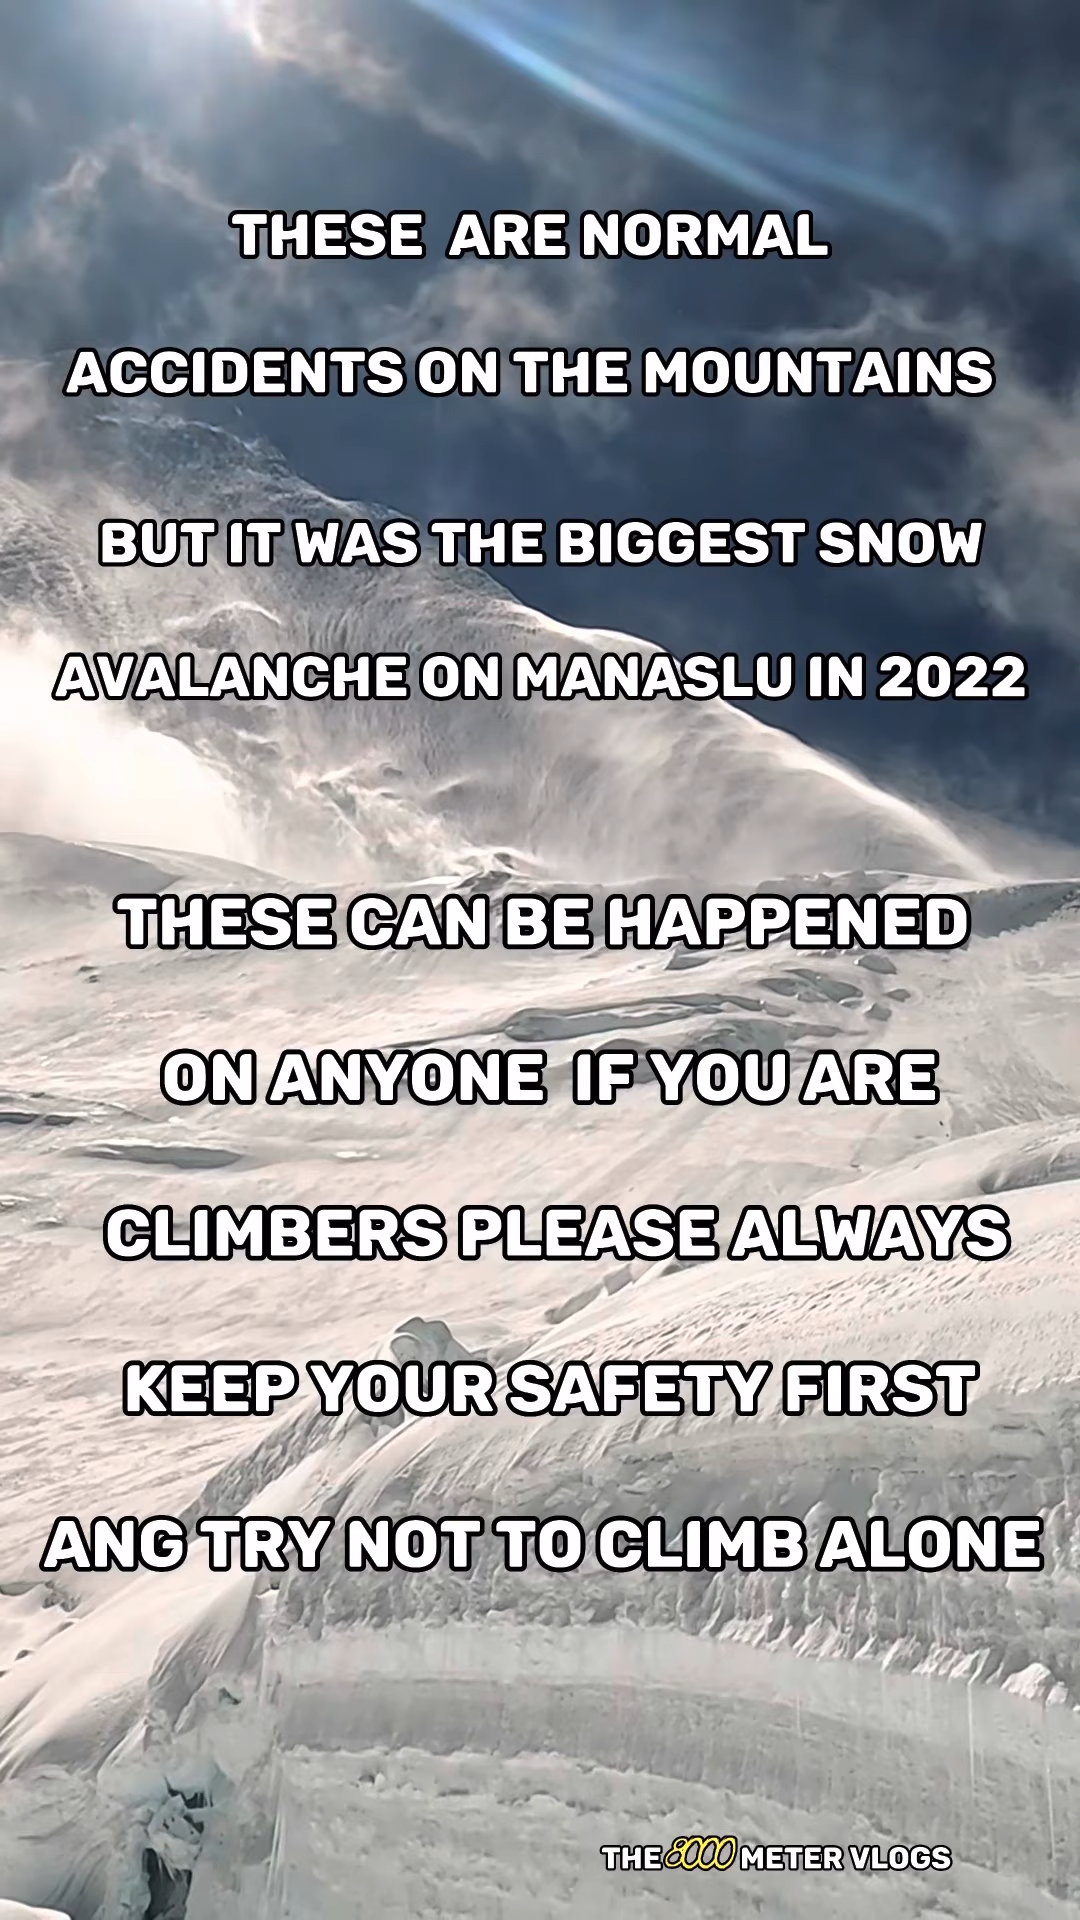 THESE ARE NORMAL
ACCIDENTS ON THE MOUNTAINS
BUT IT WAS THE BIGGEST SNOW
AVALANCHE ON MANASLU IN 2022
THESE CAN BE HAPPENED
ON ANYONE IF YOU ARE
CLIMBERS PLEASE ALWAYS
KEEP YOUR SAFETY FIRST
ANG TRY NOT TO CLIMB ALONE
THE 8000 METER VLOGS